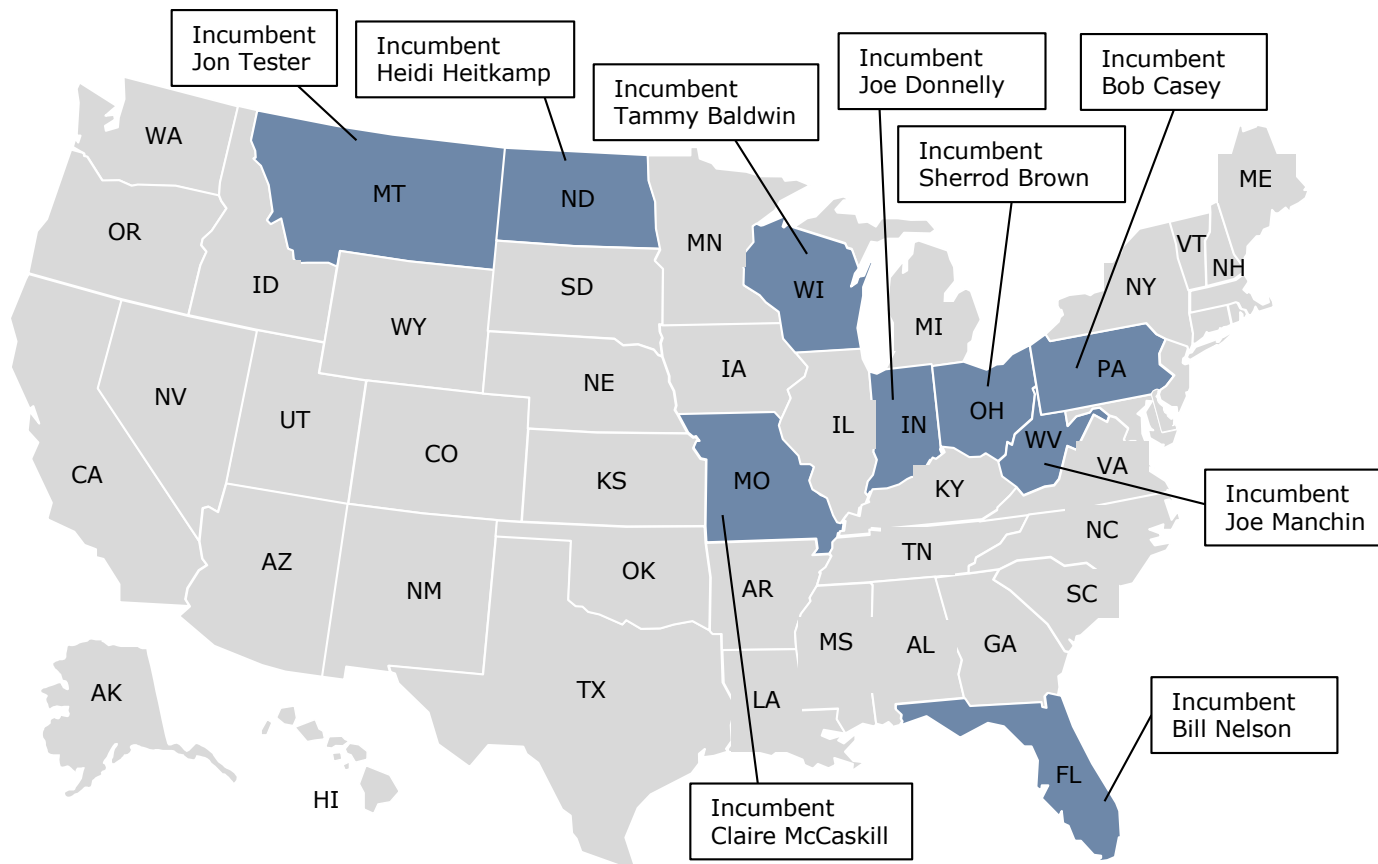 Incumbent
Jon Tester
Incumbent
Heidi Heitkamp
Incumbent
Tammy Baldwin
Incumbent
Joe Donnelly
Incumbent
Bob Casey
Incumbent
Sherrod Brown
WA
MT
ND
MN
ME
VT
NH
OR
ID
SD
WI
NY
WY
MI
IA
PA
NE
NV
UT
IL
IN
OH
WV
CO
CA
KS
MO
KY
VA
Incumbent
Joe Manchin
AZ
NM
OK
TN
NC
AR
SC
MS
AL
GA
AK
TX
LA
Incumbent
Bill Nelson
FL
HI
Incumbent
Claire McCaskill